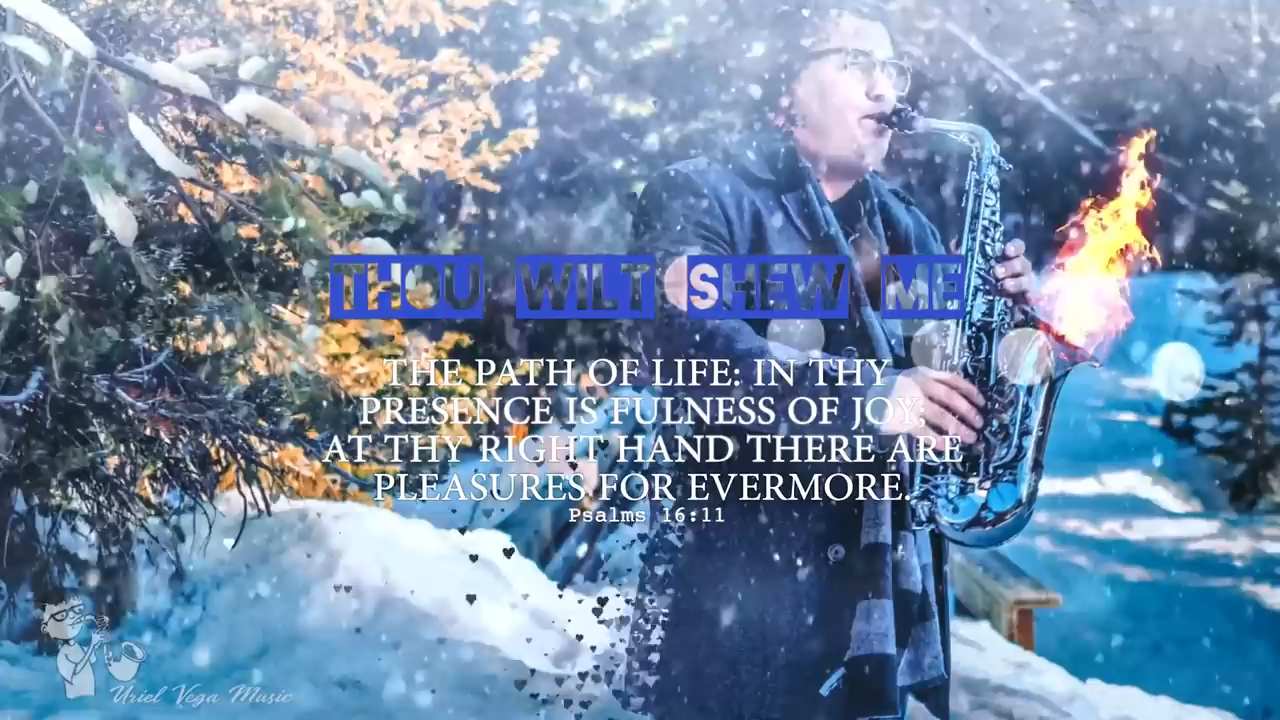 THOU WILT SHEW ME
THE PATH OF LIFE: IN THY
PRESENCE IS FULNESS OF JOY;
AT THY RIGHT HAND THERE ARE
PLEASURES FOR EVERMORE.
Psalms 16:11
Uriel Vega Music